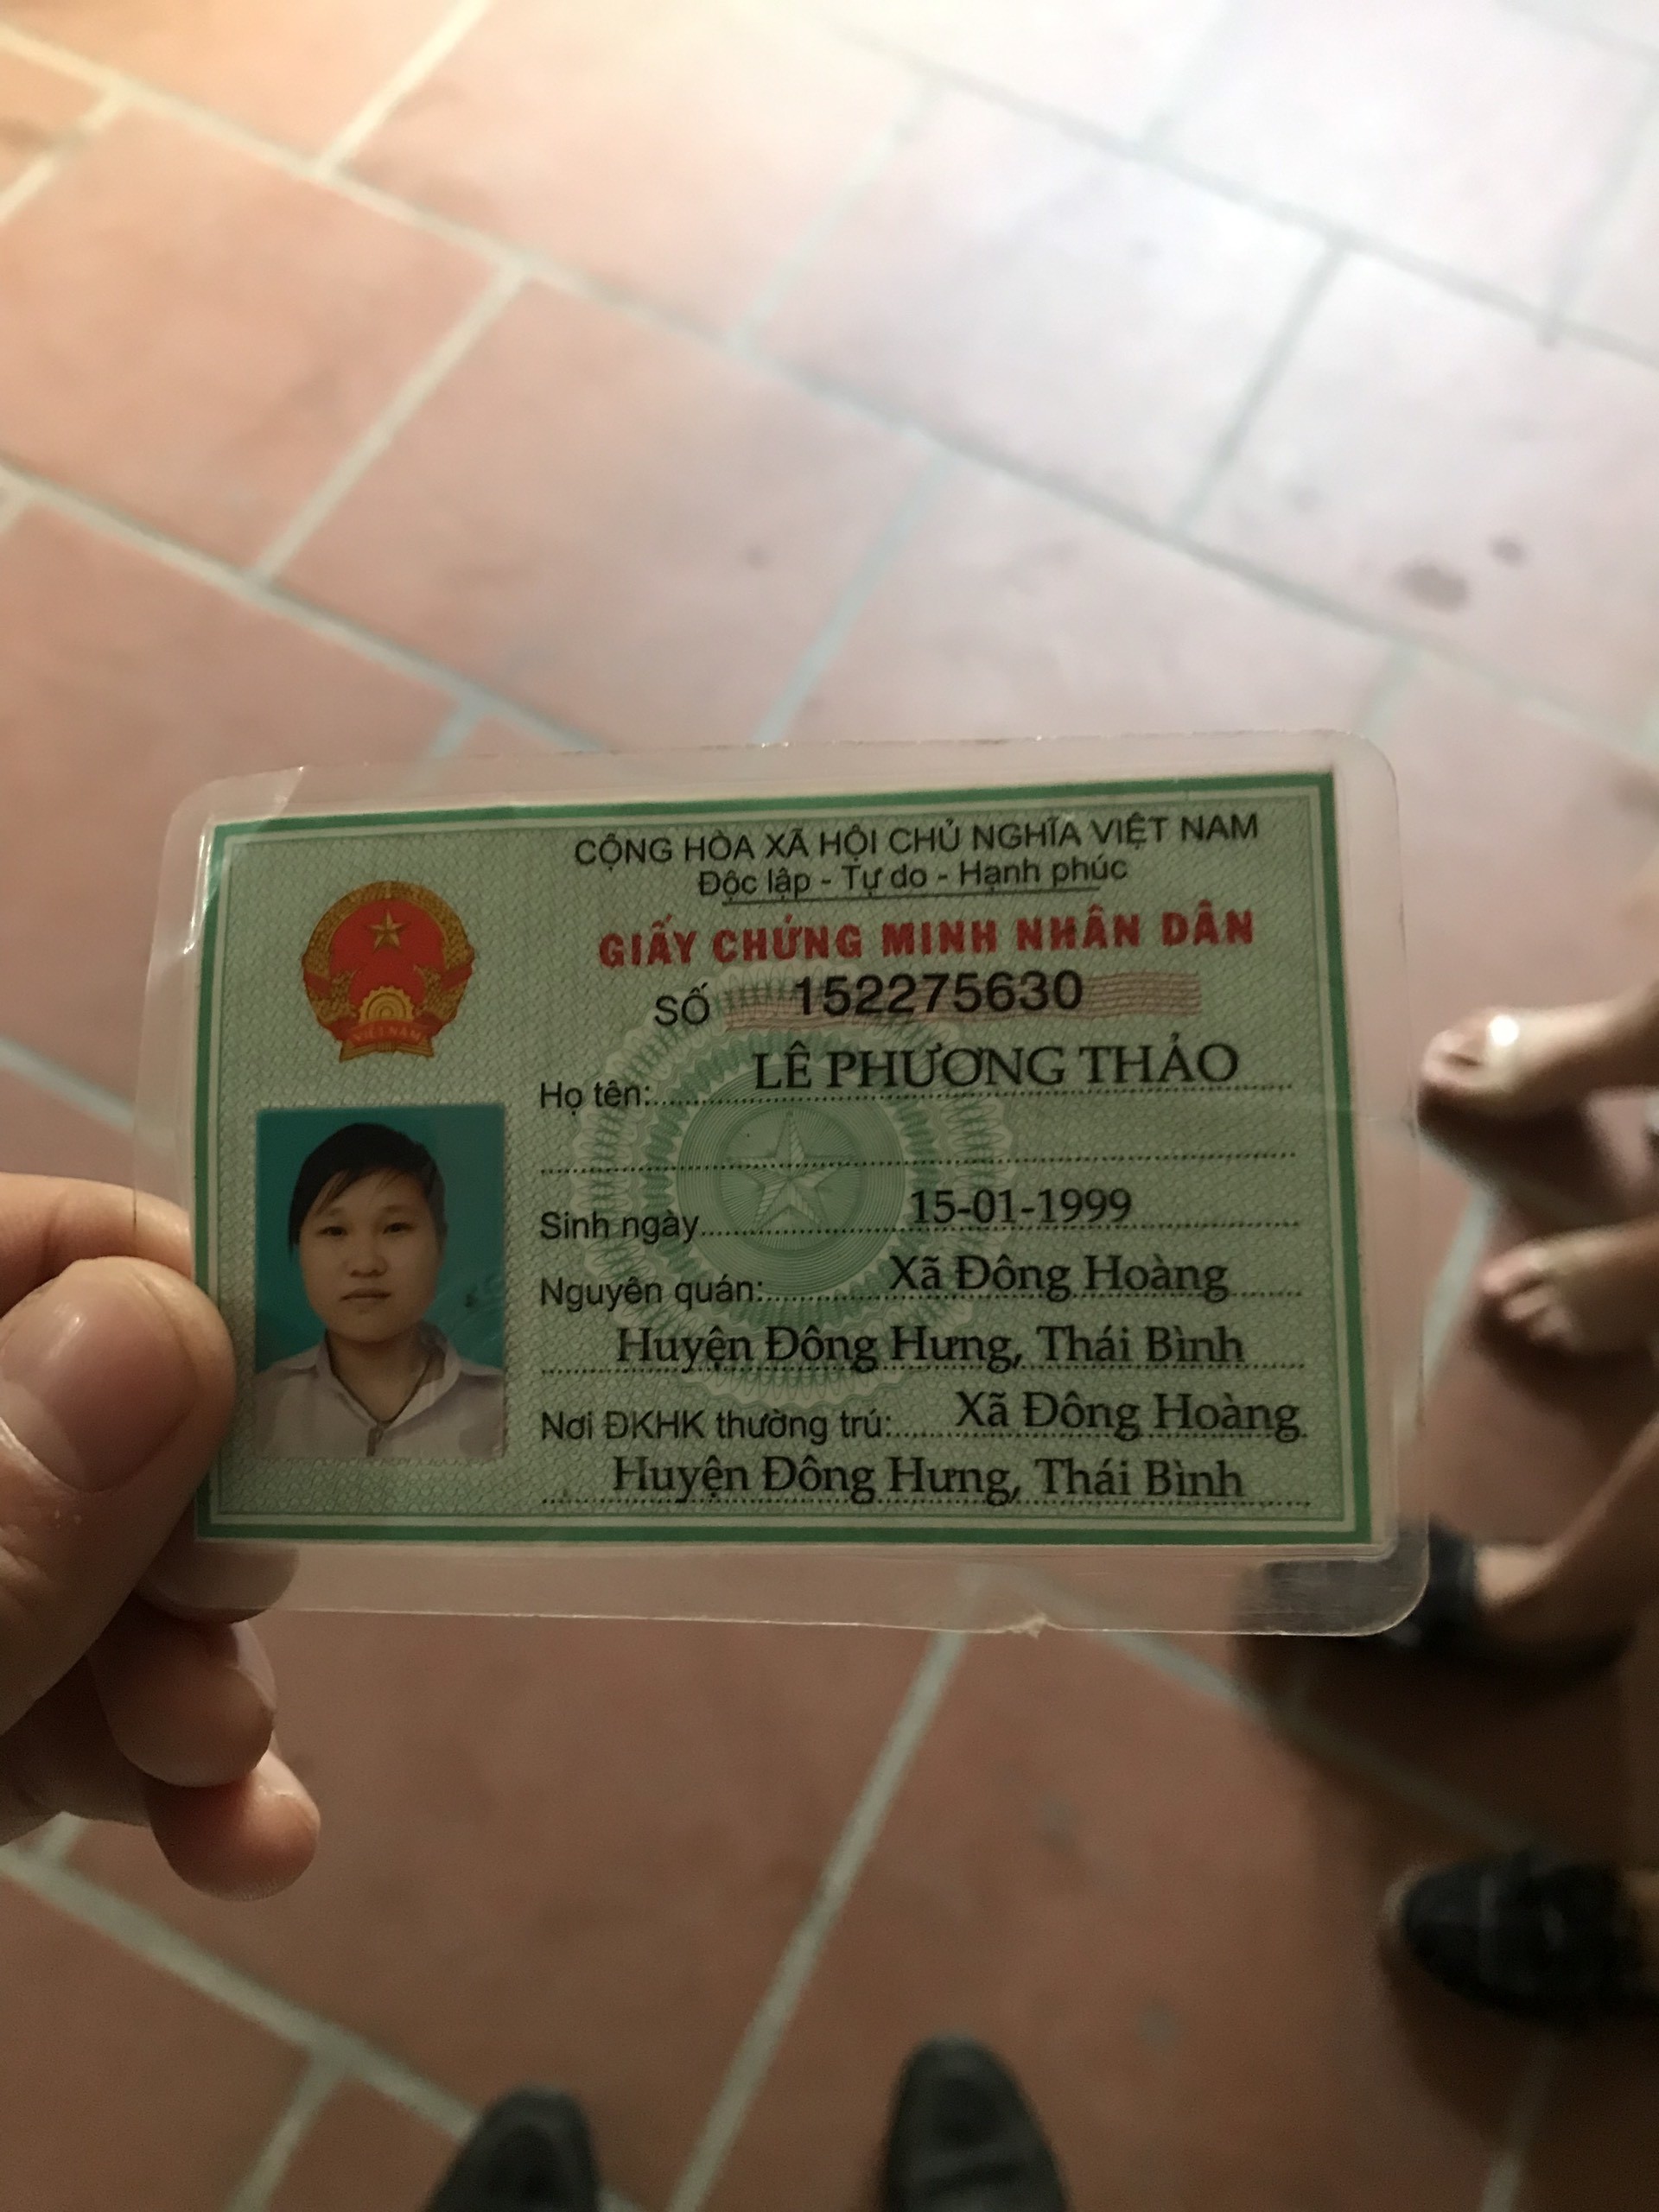 CỘNG HÒA XÃ HỘI CHỦ NGHĨA VIỆT NAM
Độc lập - Tự do - Hạnh phúc
GIẤY CHỨNG MINH NHÂN DÂN
SỐ 152275630
VIỆT NAM
Họ tên: LÊ PHƯƠNG THẢO
Sinh ngày 15-01-1999
Nguyên quán: Xã Đông Hoàng
Huyện Đông Hưng, Thái Bình
Nơi ĐKHK thường trú: Xã Đông Hoàng
Huyện Đông Hưng, Thái Bình